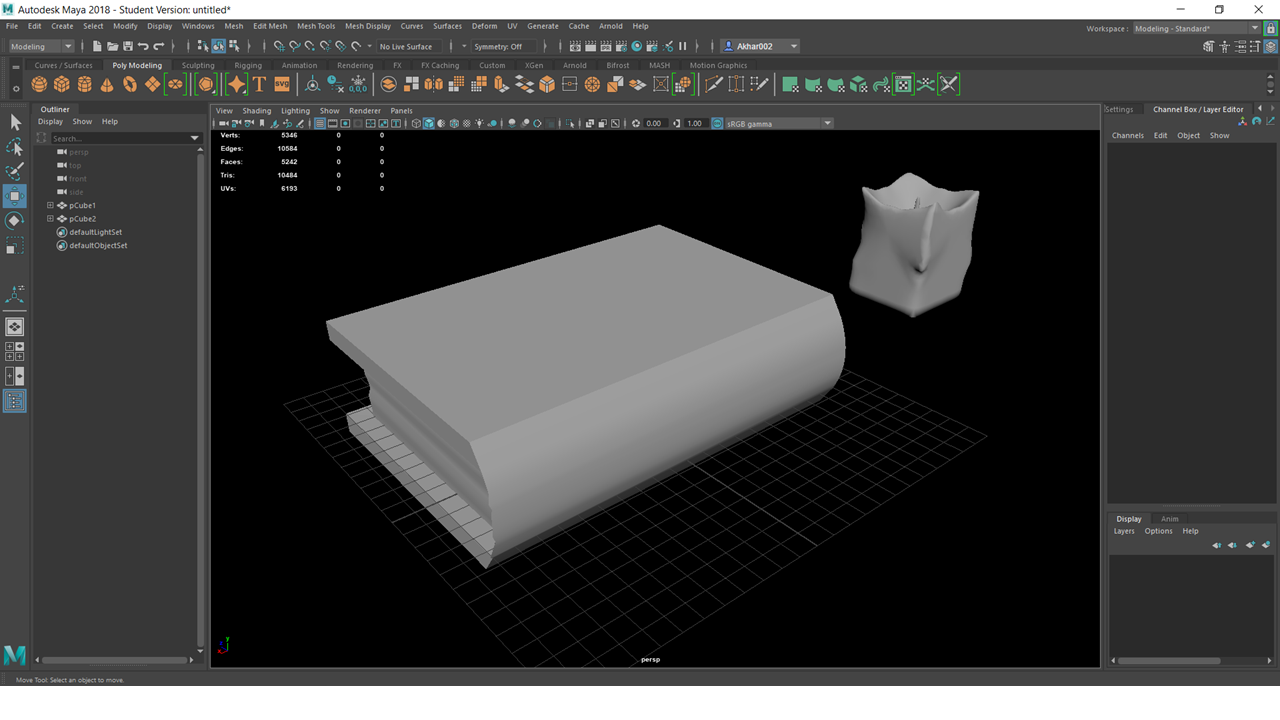 Autodesk Maya 2018 - Student Version: untitled*
File Edit Create Select Modify Display Windows Mesh Edit Mesh Mesh Tools Mesh Display Curves Surfaces Deform UV Generate Cache Arnold Help
Workspace : Modeling - Standard*
Modeling No Live Surface Symmetry: Off Akhar002
Curves / Surfaces Poly Modeling Sculpting Rigging Animation Rendering FX FX Caching Custom XGen Arnold Bifrost MASH Motion Graphics
T SVG 0,0,0
Outliner
Display Show Help
Search...
persp
top
front
side
pCube1
pCube2
defaultLightSet
defaultObjectSet
View Shading Lighting Show Renderer Panels
0.00 1.00 sRGB gamma
Verts: 5346 0 0
Edges: 10584 0 0
Faces: 5242 0 0
Tris: 10484 0 0
UVs: 6193 0 0
y
persp
Settings Channel Box / Layer Editor
Channels Edit Object Show
Display Anim
Layers Options Help
Move Tool: Select an object to move.